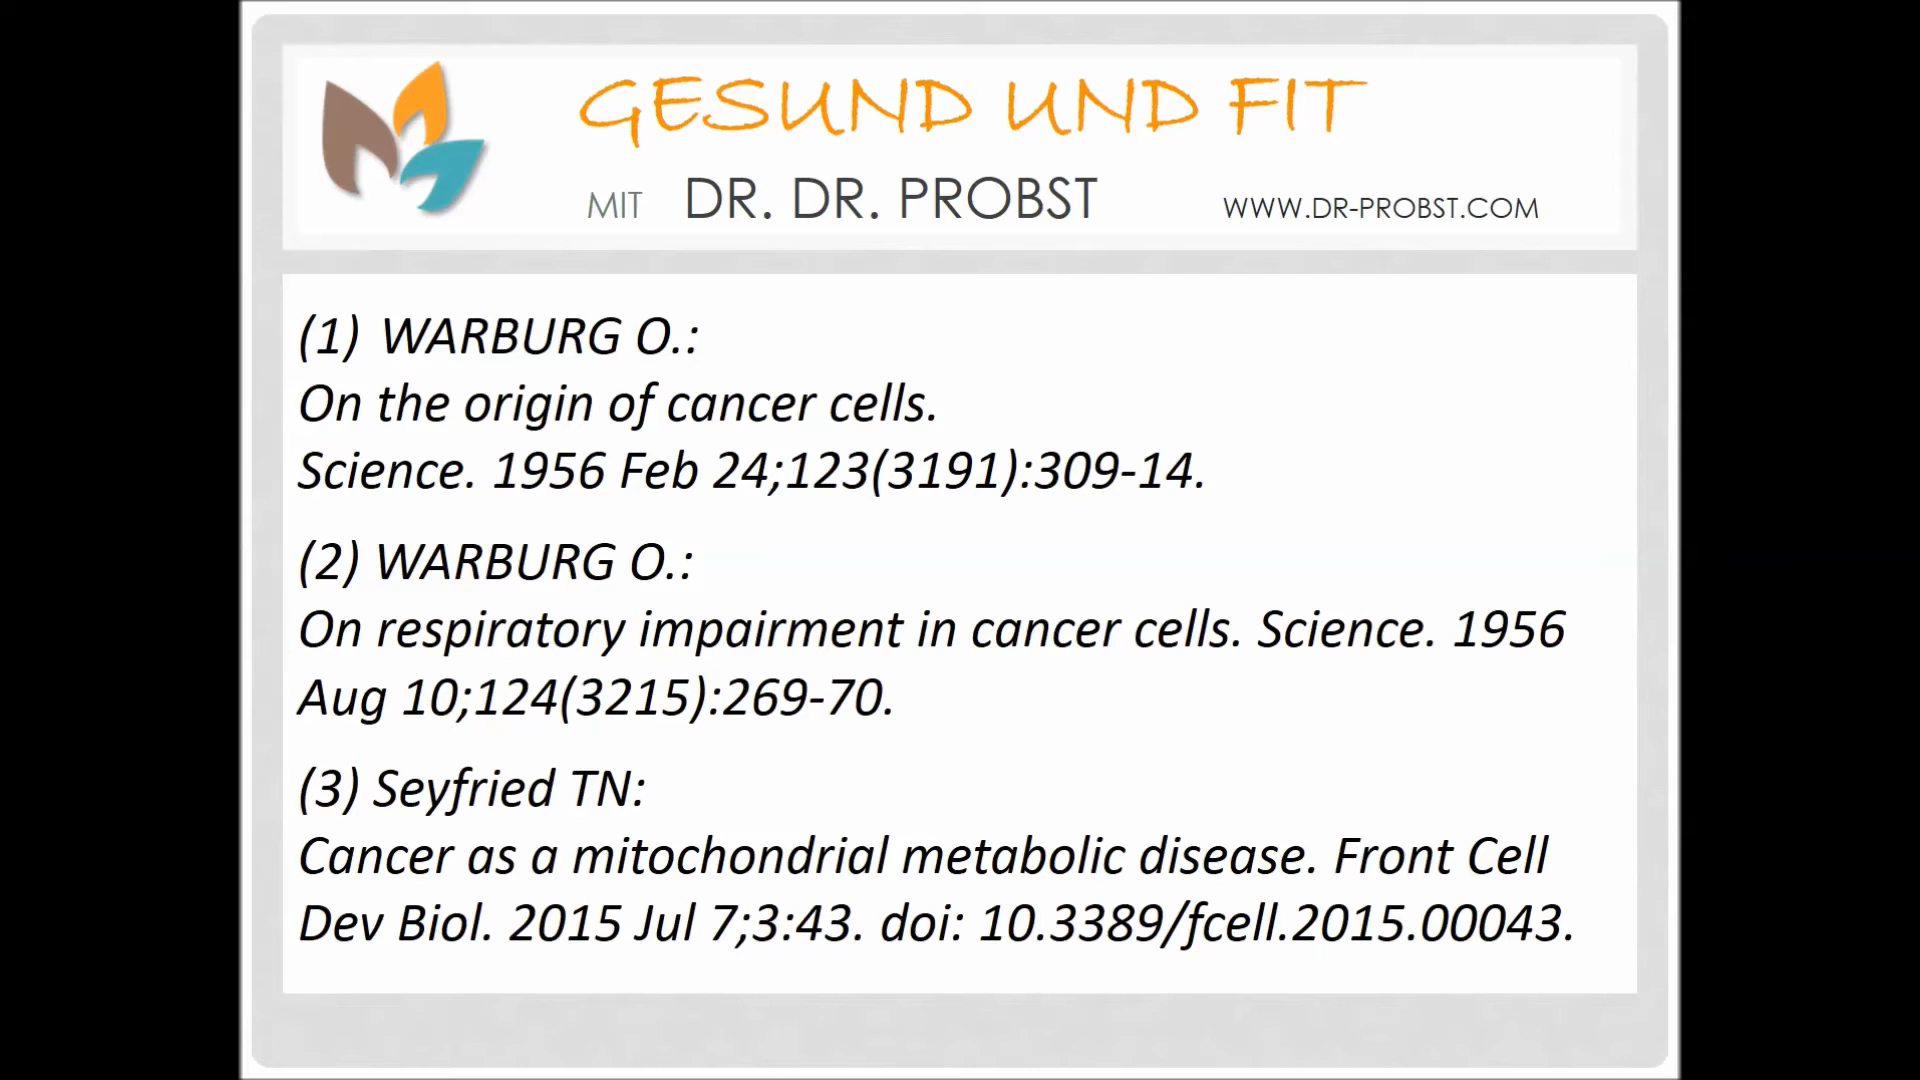 GESUND UND FIT
MIT DR. DR. PROBST WWW.DR-PROBST.COM
(1) WARBURG O.:
On the origin of cancer cells.
Science. 1956 Feb 24;123(3191):309-14.
(2) WARBURG O.:
On respiratory impairment in cancer cells. Science. 1956
Aug 10;124(3215):269-70.
(3) Seyfried TN:
Cancer as a mitochondrial metabolic disease. Front Cell
Dev Biol. 2015 Jul 7;3:43. doi: 10.3389/fcell.2015.00043.